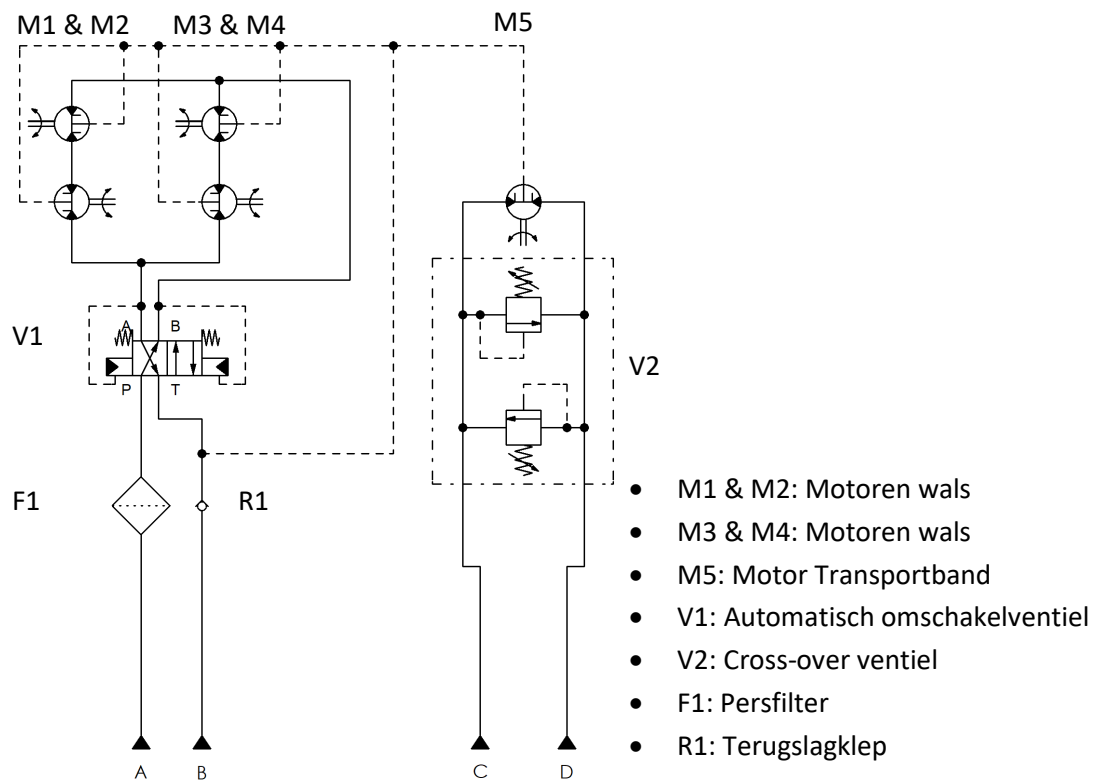 M1 & M2 M3 & M4 M5
V1
A B
P T
V2
F1 R1
• M1 & M2: Motoren wals
• M3 & M4: Motoren wals
• M5: Motor Transportband
• V1: Automatisch omschakelventiel
• V2: Cross-over ventiel
• F1: Persfilter
• R1: Terugslagklep
A B C D